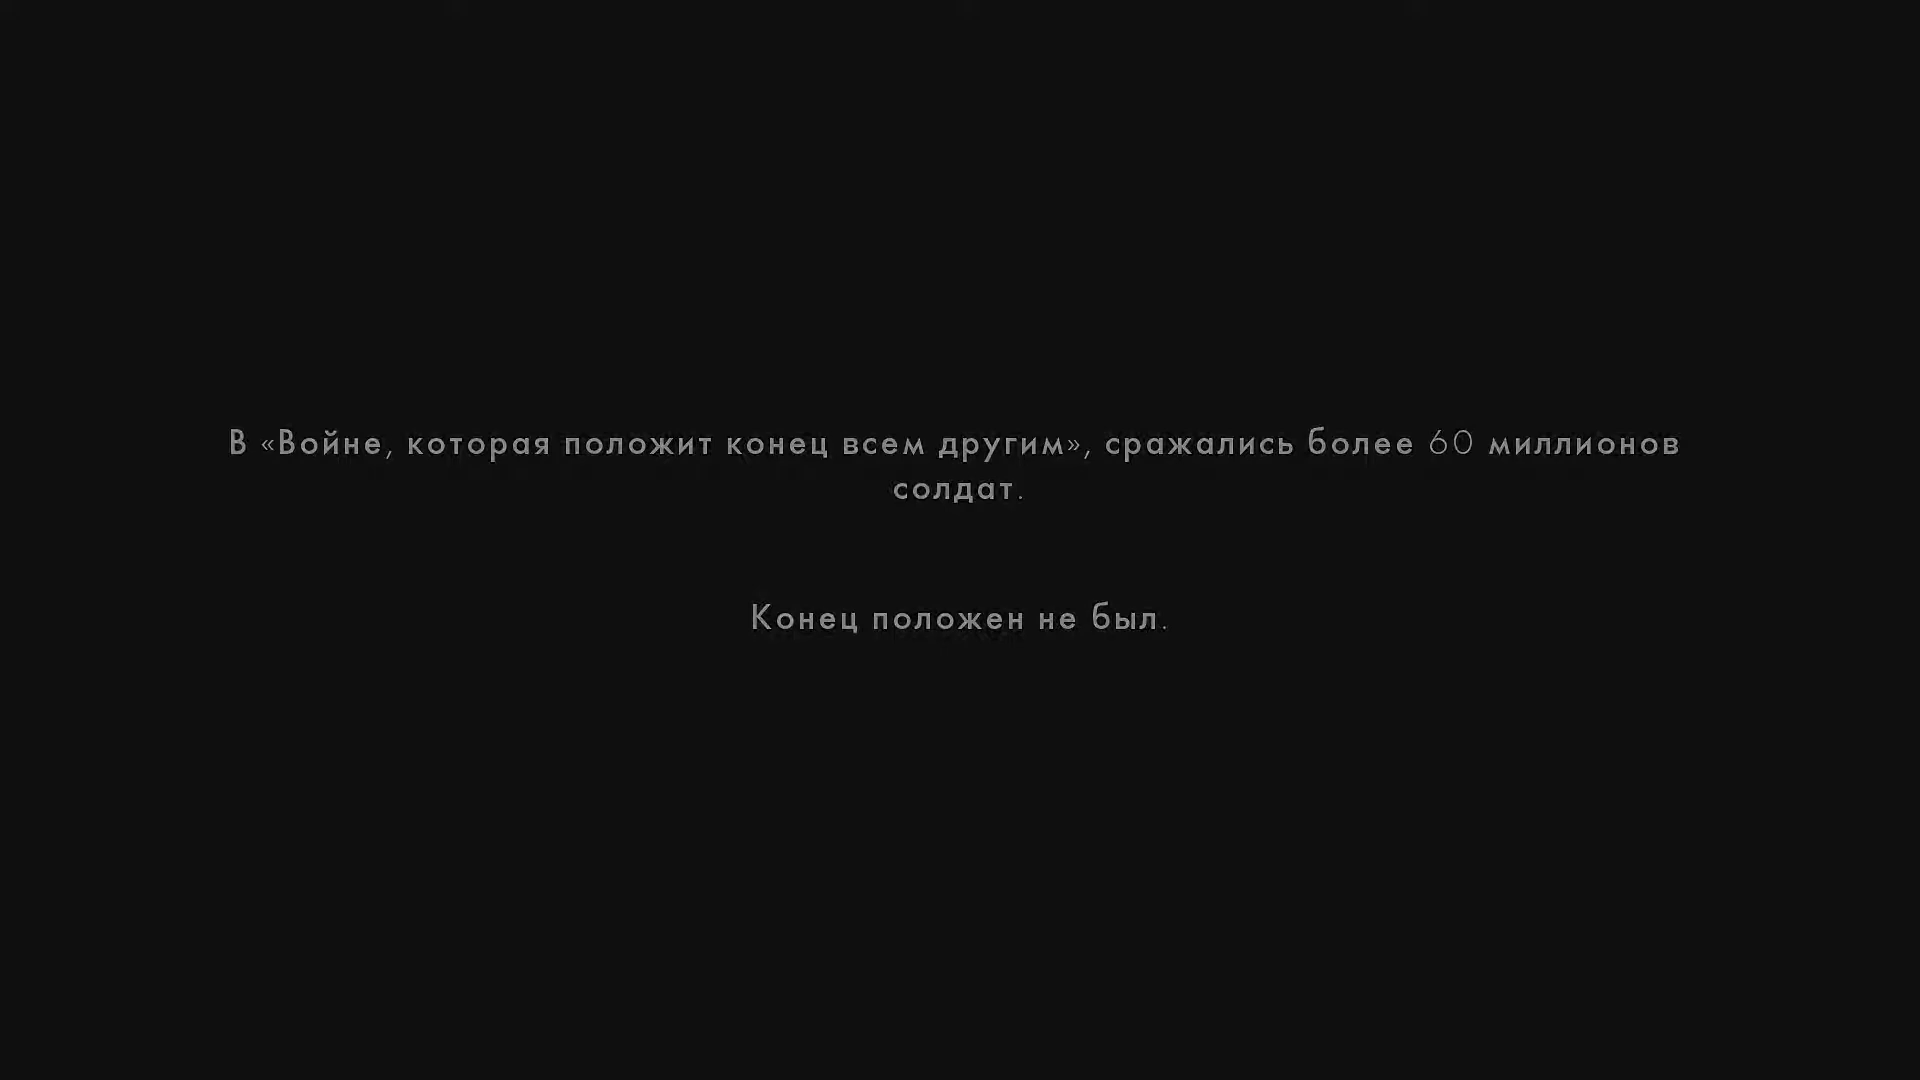 В «Войне, которая положит конец всем другим», сражались более 60 миллионов
солдат.
Конец положен не был.